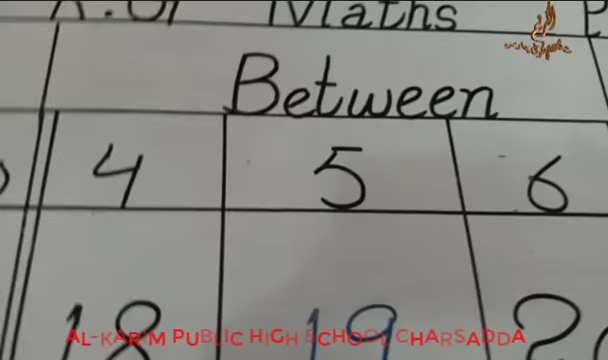 Maths
Between
4 5 6
18 19
AL-KARIM PUBLIC HIGH SCHOOL CHARSADDA